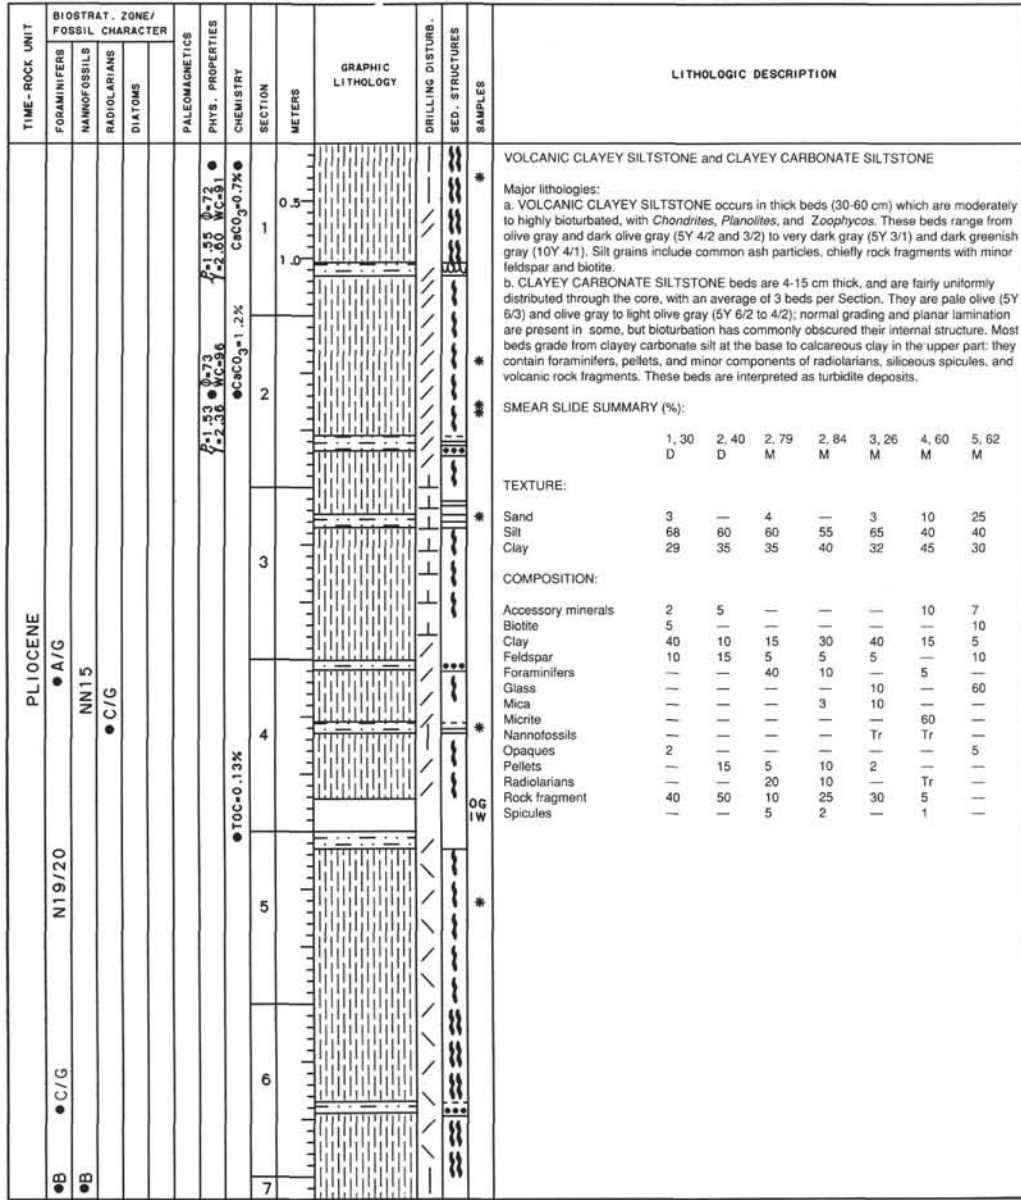 TIME-ROCK UNIT
BIOSTRAT. ZONE/
FOSSIL CHARACTER
FORAMINIFERS
NANNOFOSSILS
RADIOLARIANS
DIATOMS
PALEOMAGNETICS
PHYS. PROPERTIES
CHEMISTRY
SECTION
METERS
GRAPHIC
LITHOLOGY
DRILLING DISTURB.
SED. STRUCTURES
SAMPLES
LITHOLOGIC DESCRIPTION
PLIOCENE
●B ●C/G N19/20 ●A/G
●B NN15
●C/G
ρ=1.55 Φ=72 ●
γ=2.60 WC=91
ρ=1.53 ● Φ=73
γ=2.36 WC=96
CaCO3=0.7%●
●CaCO3=1.2%
●TOC=0.13%
1
2
3
4
5
6
7
0.5
1.0
*
*
*
*
*
*
OG
IW
*
VOLCANIC CLAYEY SILTSTONE and CLAYEY CARBONATE SILTSTONE
Major lithologies:
a. VOLCANIC CLAYEY SILTSTONE occurs in thick beds (30-60 cm) which are moderately
to highly bioturbated, with Chondrites, Planolites, and Zoophycos. These beds range from
olive gray and dark olive gray (5Y 4/2 and 3/2) to very dark gray (5Y 3/1) and dark greenish
gray (10Y 4/1). Silt grains include common ash particles, chiefly rock fragments with minor
feldspar and biotite.
b. CLAYEY CARBONATE SILTSTONE beds are 4-15 cm thick, and are fairly uniformly
distributed through the core, with an average of 3 beds per Section. They are pale olive (5Y
6/3) and olive gray to light olive gray (5Y 6/2 to 4/2); normal grading and planar lamination
are present in some, but bioturbation has commonly obscured their internal structure. Most
beds grade from clayey carbonate silt at the base to calcareous clay in the upper part: they
contain foraminifers, pellets, and minor components of radiolarians, siliceous spicules, and
volcanic rock fragments. These beds are interpreted as turbidite deposits.
SMEAR SLIDE SUMMARY (%):
1, 30 2, 40 2, 79 2, 84 3, 26 4, 60 5, 62
D D M M M M M
TEXTURE:
Sand 3 — 4 — 3 10 25
Silt 68 60 60 55 65 40 40
Clay 29 35 35 40 32 45 30
COMPOSITION:
Accessory minerals 2 5 — — — 10 7
Biotite 5 — — — — — 10
Clay 40 10 15 30 40 15 5
Feldspar 10 15 5 5 5 — 10
Foraminifers — — 40 10 — 5 —
Glass — — — — 10 — 60
Mica — — — 3 10 — —
Micrite — — — — — 60 —
Nannofossils — — — — Tr Tr —
Opaques 2 — — — — — 5
Pellets — 15 5 10 2 — —
Radiolarians — — 20 10 — Tr —
Rock fragment 40 50 10 25 30 5 —
Spicules — — 5 2 — 1 —